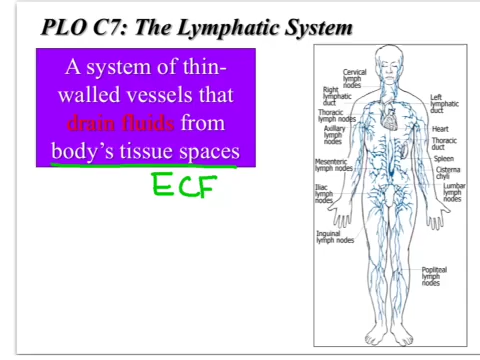 PLO C7: The Lymphatic System
A system of thin-
walled vessels that
drain fluids from
body's tissue spaces
ECF
Cervical
lymph
nodes
Right
lymphatic
duct
Thoracic
lymph nodes
Axillary
lymph
nodes
Mesenteric
lymph nodes
Iliac
lymph
nodes
Inguinal
lymph nodes
Left
lymphatic
duct
Heart
Thoracic
duct
Spleen
Cisterna
chyli
Lumbar
lymph
nodes
Popliteal
lymph
nodes